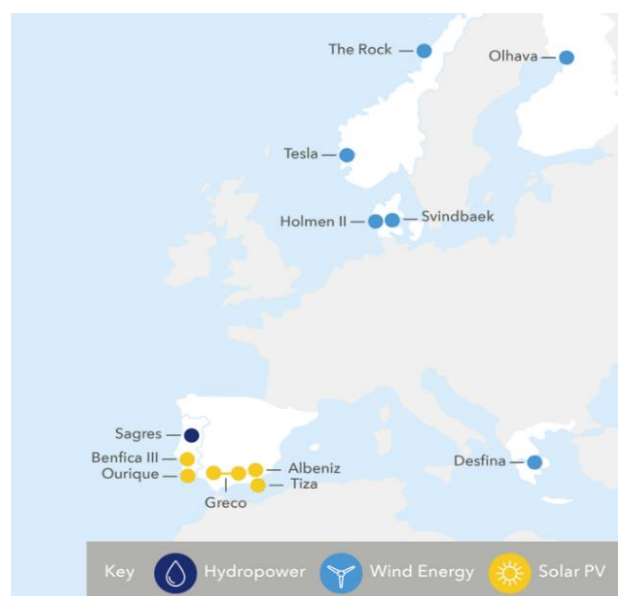 The Rock
Olhava
Tesla
Holmen II
Svindbaek
Sagres
Benfica III
Albeniz
Desfina
Ourique
Tiza
Greco
Key
Hydropower
Wind Energy
Solar PV